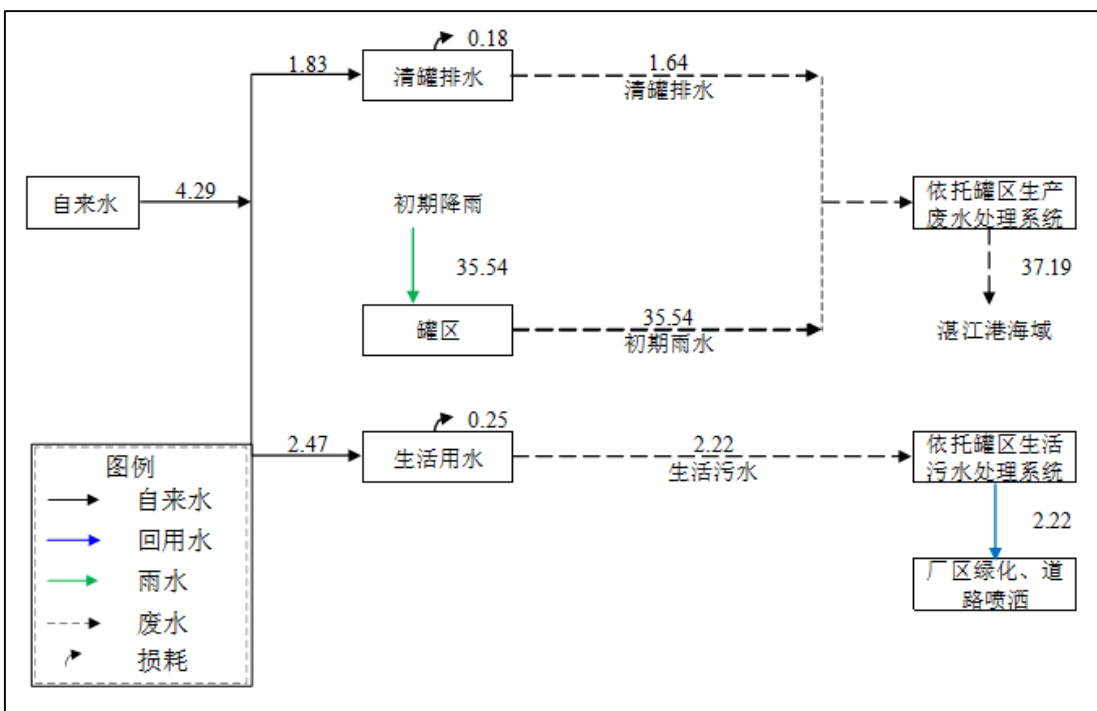 0.18
1.83
清罐排水
1.64
清罐排水
自来水
4.29
初期降雨
依托罐区生产
废水处理系统
35.54
37.19
罐区
35.54
初期雨水
湛江港海域
0.25
2.47
生活用水
2.22
生活污水
依托罐区生活
污水处理系统
2.22
厂区绿化、道
路喷洒
图例
自来水
回用水
雨水
废水
损耗